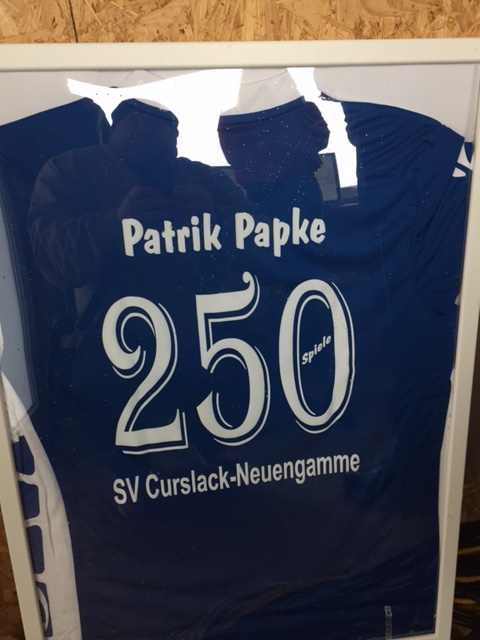 Patrik Papke
250
Spiele
SV Curslack-Neuengamme